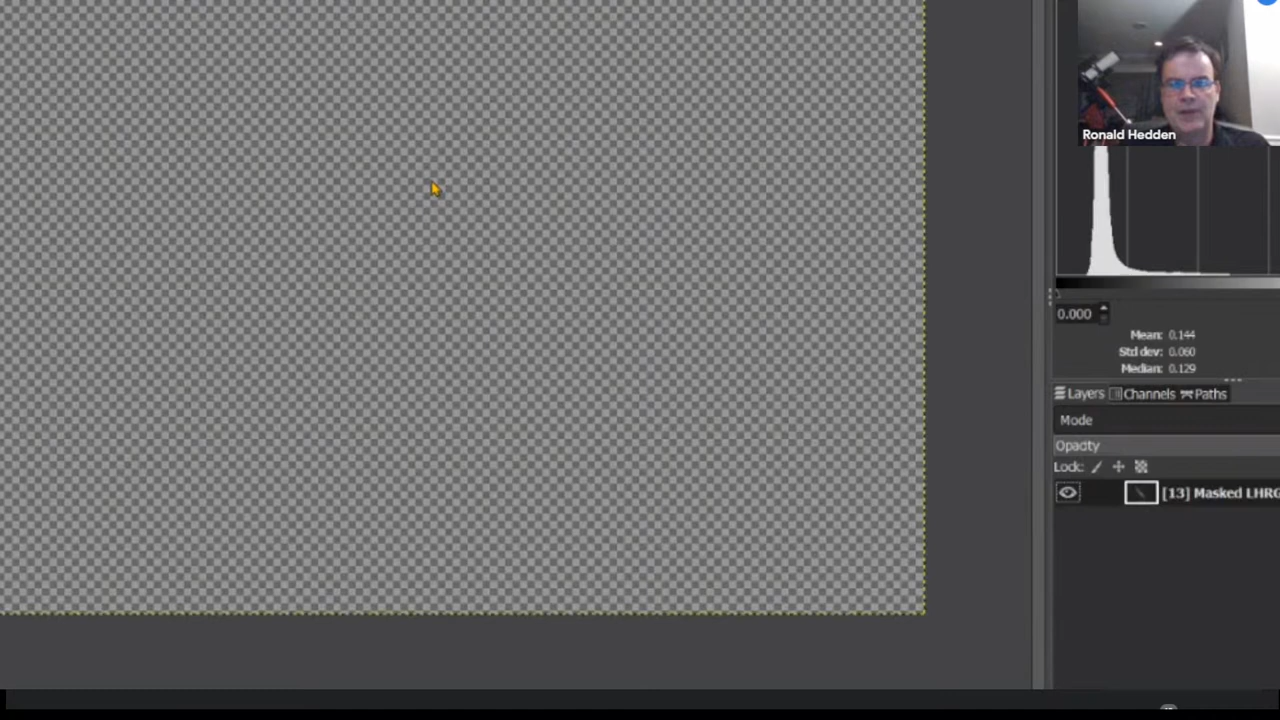 Ronald Hedden
0.000
Mean: 0.144
Std dev: 0.060
Median: 0.129
Layers Channels Paths
Mode
Opacity
Lock:
[13] Masked LHRG